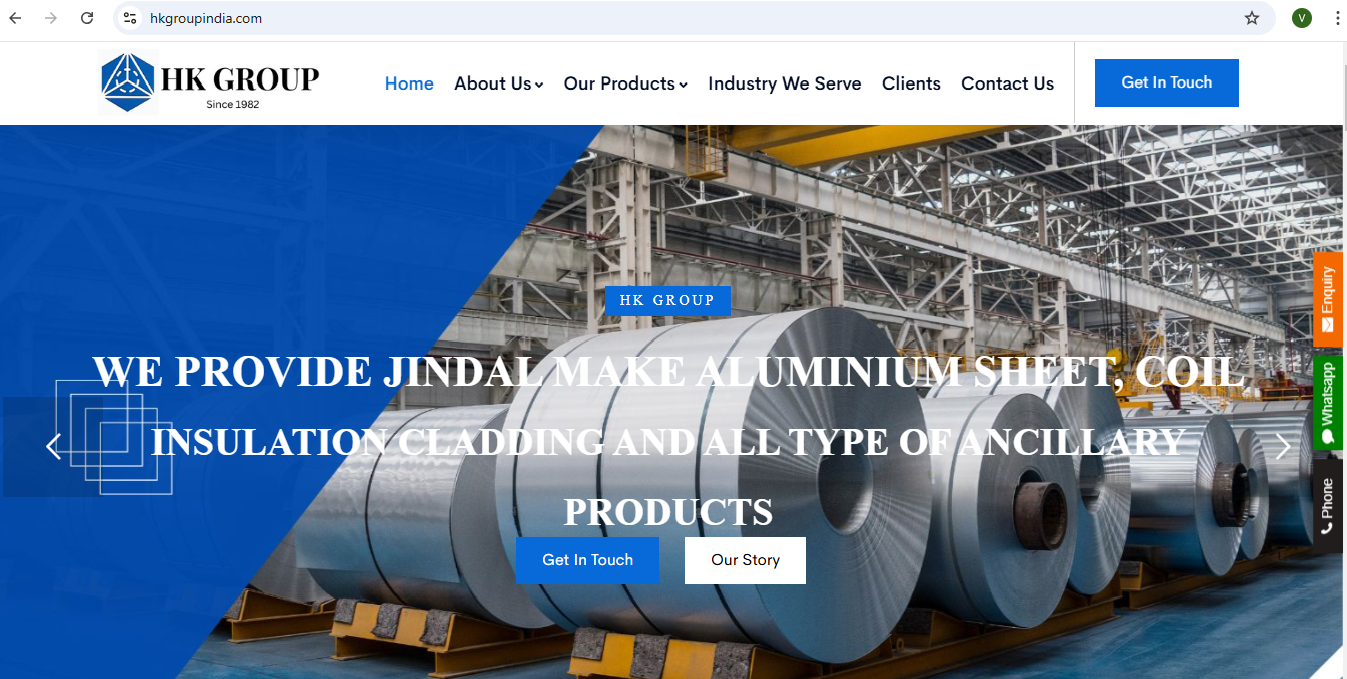 hkgroupindia.com
V
HK GROUP
Since 1982
Home About Us Our Products Industry We Serve Clients Contact Us Get In Touch
HK GROUP
WE PROVIDE JINDAL MAKE ALUMINIUM SHEET, COIL
INSULATION CLADDING AND ALL TYPE OF ANCILLARY
PRODUCTS
Get In Touch Our Story
Enquiry
Whatsapp
Phone